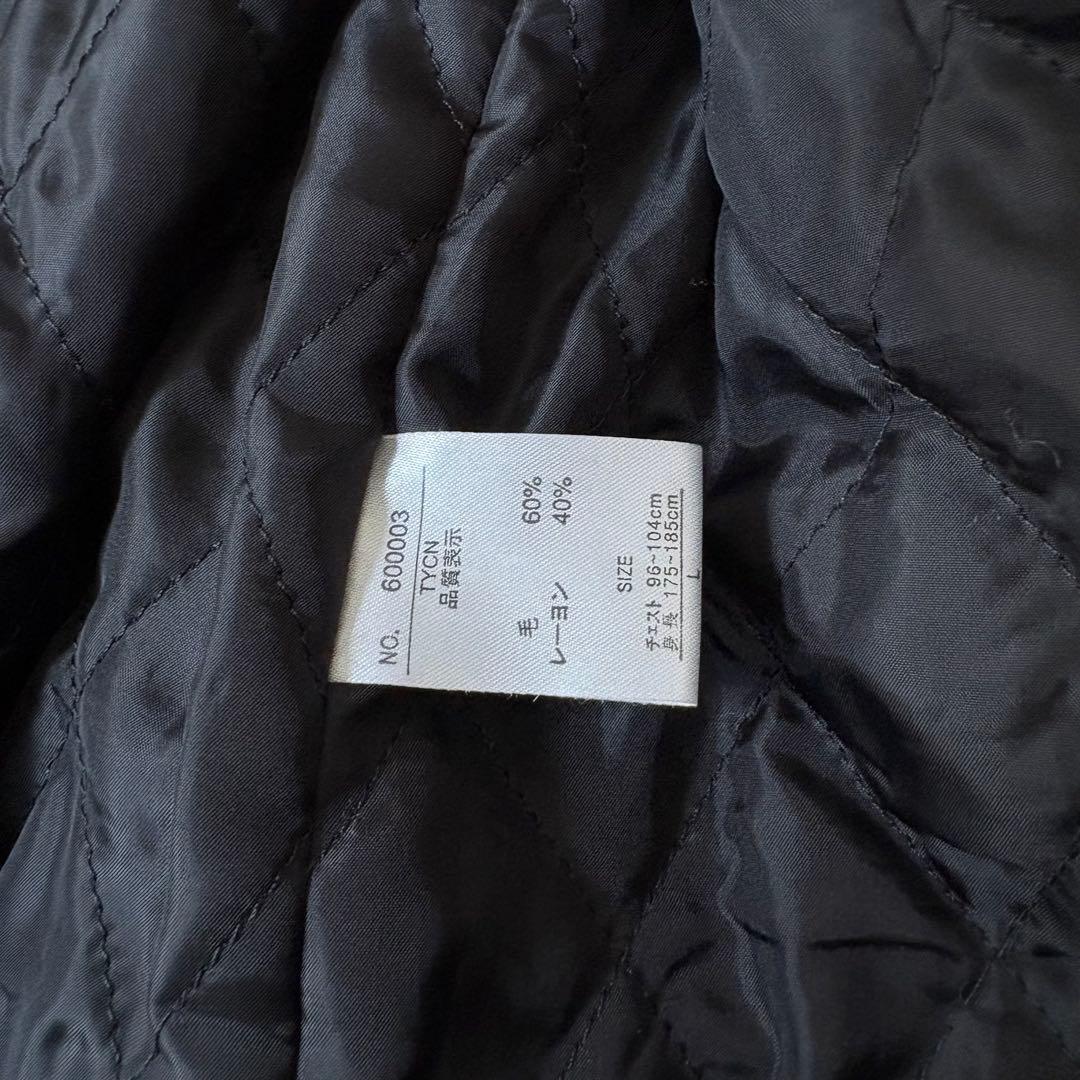 NO. 600003
TYCN
品質表示
毛 60%
レーヨン 40%
SIZE
チェスト 96~104cm
身長 175~185cm
L